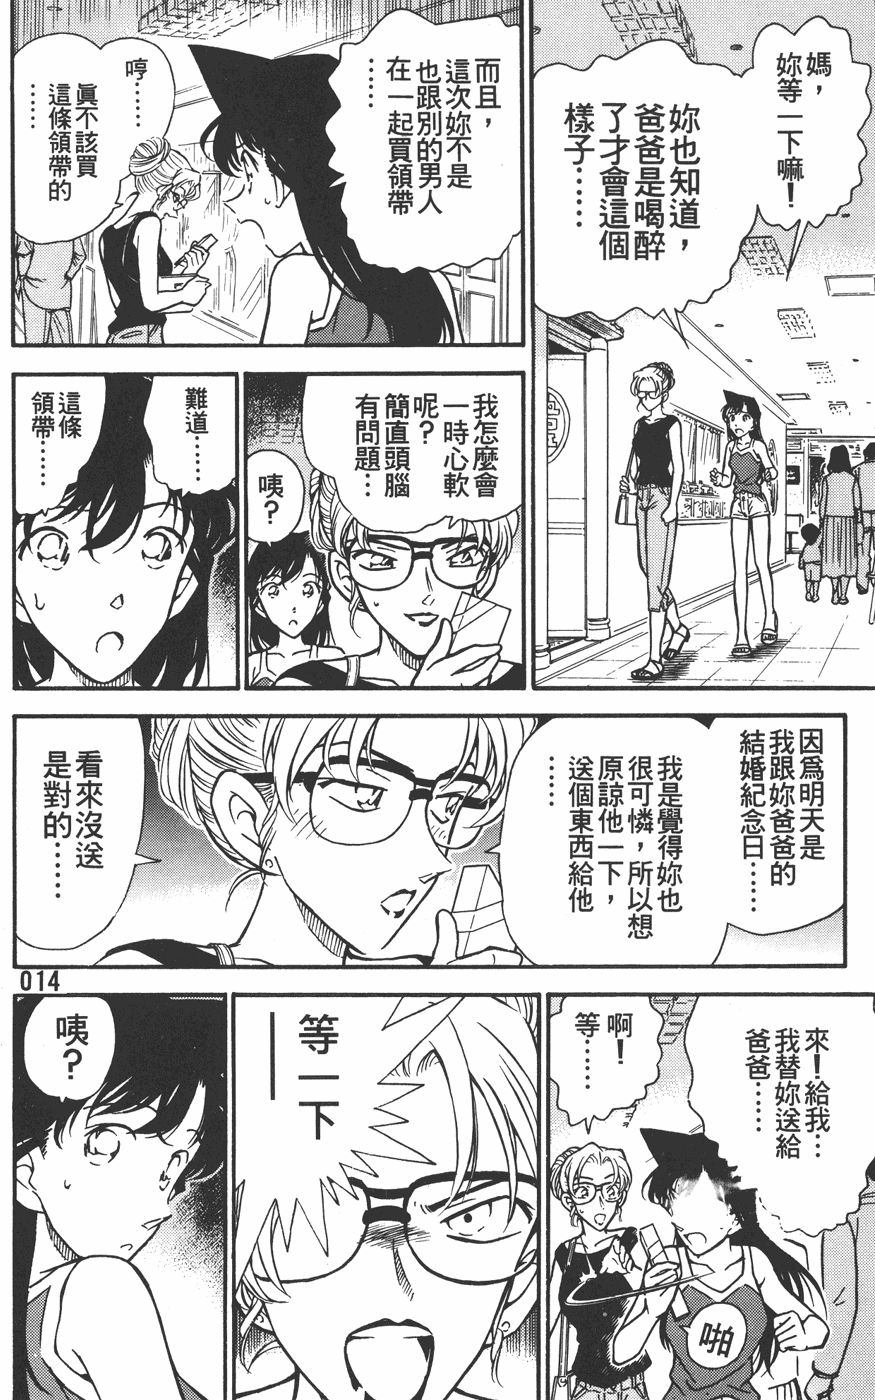 媽，
妳等一下嘛！
妳也知道，
爸爸是喝醉
了才會這個
樣子……
而且，
這次妳不是
也跟別的男人
在一起買領帶
……
哼……
眞不該買
這條領帶的
……
我怎麼會
一時心軟
呢？
簡直頭腦
有問題…
咦？
難道……
這條
領帶……
因爲明天是
我跟妳爸爸的
結婚紀念日……
我是覺得妳也
很可憐，所以想
原諒他一下，
送個東西給他
……
看來沒送
是對的……
014
來！給我…
我替妳送給
爸爸……
啊！
等……
啪
等一下
──
咦？